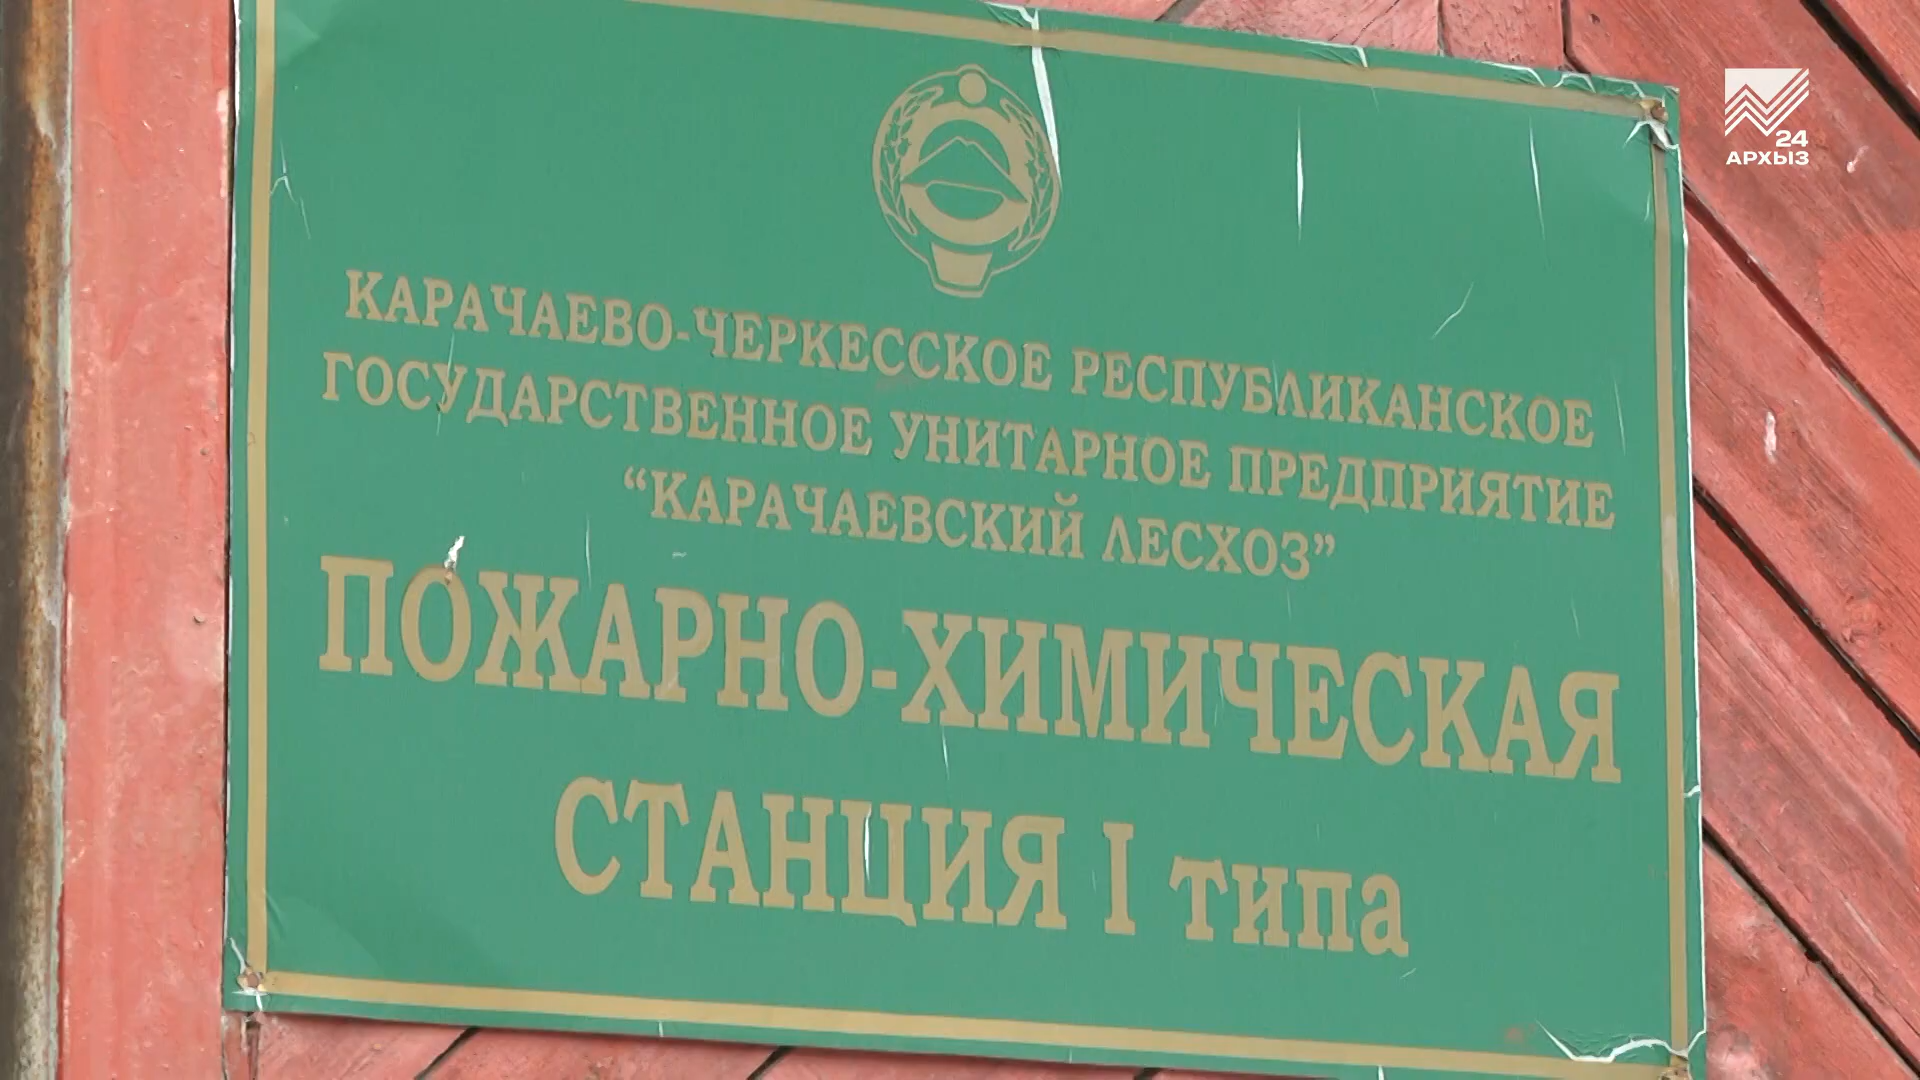 КАРАЧАЕВО-ЧЕРКЕССКОЕ РЕСПУБЛИКАНСКОЕ
ГОСУДАРСТВЕННОЕ УНИТАРНОЕ ПРЕДПРИЯТИЕ
“КАРАЧАЕВСКИЙ ЛЕСХОЗ”
ПОЖАРНО-ХИМИЧЕСКАЯ
СТАНЦИЯ I типа
24
АРХЫЗ